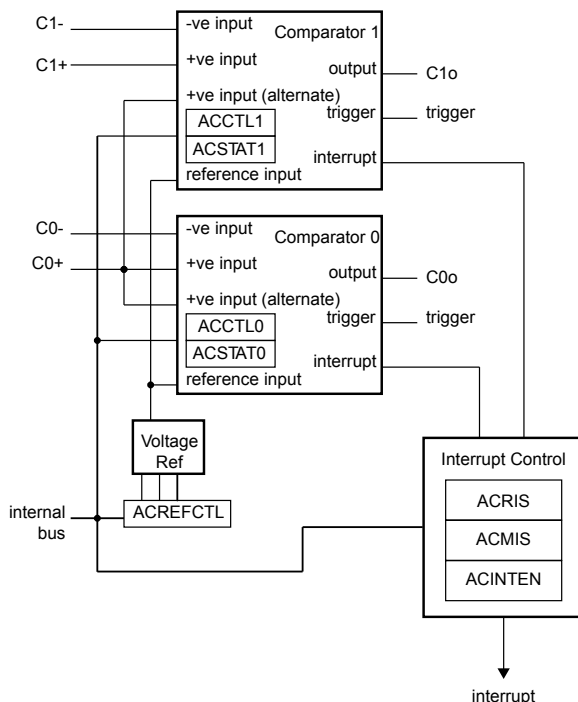 C1-
-ve input
Comparator 1
C1+
+ve input
output
C1o
+ve input (alternate)
trigger
trigger
ACCTL1
ACSTAT1
interrupt
reference input
C0-
-ve input
Comparator 0
C0+
+ve input
output
C0o
+ve input (alternate)
trigger
trigger
ACCTL0
ACSTAT0
interrupt
reference input
Voltage
Ref
Interrupt Control
ACRIS
internal
bus
ACREFCTL
ACMIS
ACINTEN
interrupt